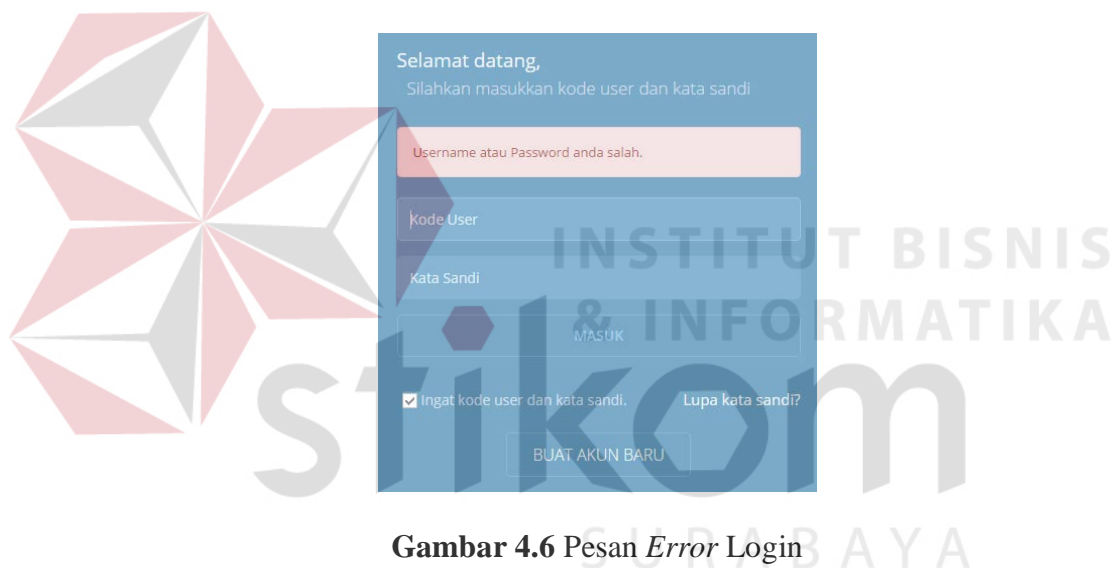 Selamat datang,
Silahkan masukkan kode user dan kata sandi
Username atau Password anda salah.
Kode User
INSTITUT BISNIS
Kata Sandi
& INFORMATIKA
MASUK
stikom
Ingat kode user dan kata sandi. Lupa kata sandi?
BUAT AKUN BARU
SURABAYA
Gambar 4.6 Pesan Error Login